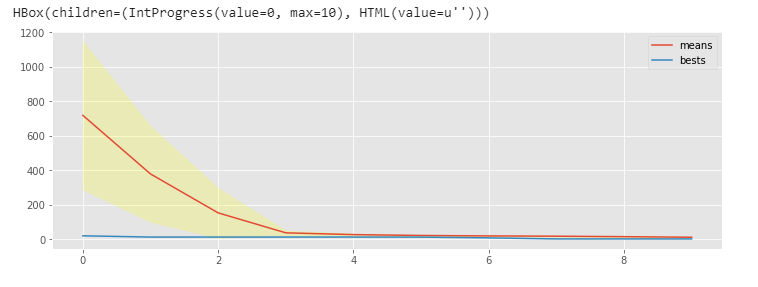 HBox(children=(IntProgress(value=0, max=10), HTML(value=u'')))
1200
1000
800
600
400
200
0
means
bests
0 2 4 6 8